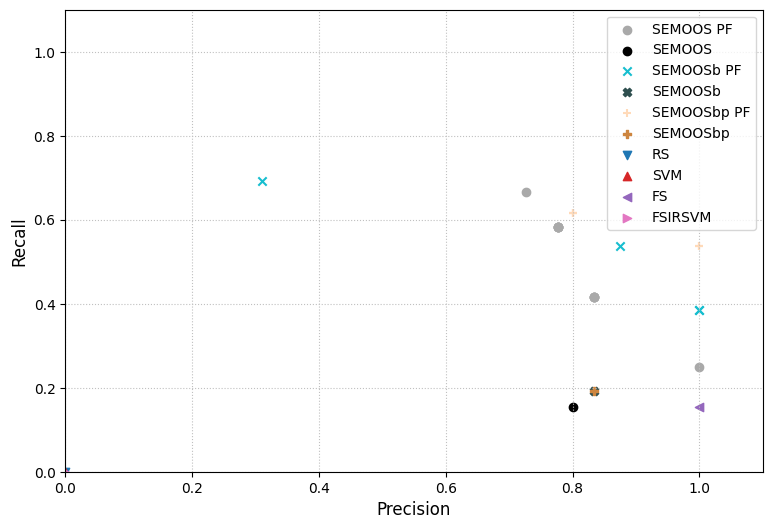 SEMOOS PF
SEMOOS
SEMOOSb PF
SEMOOSb
SEMOOSbp PF
SEMOOSbp
RS
SVM
FS
FSIRSVM
1.0
0.8
0.6
0.4
0.2
0.0
Recall
0.0 0.2 0.4 0.6 0.8 1.0
Precision